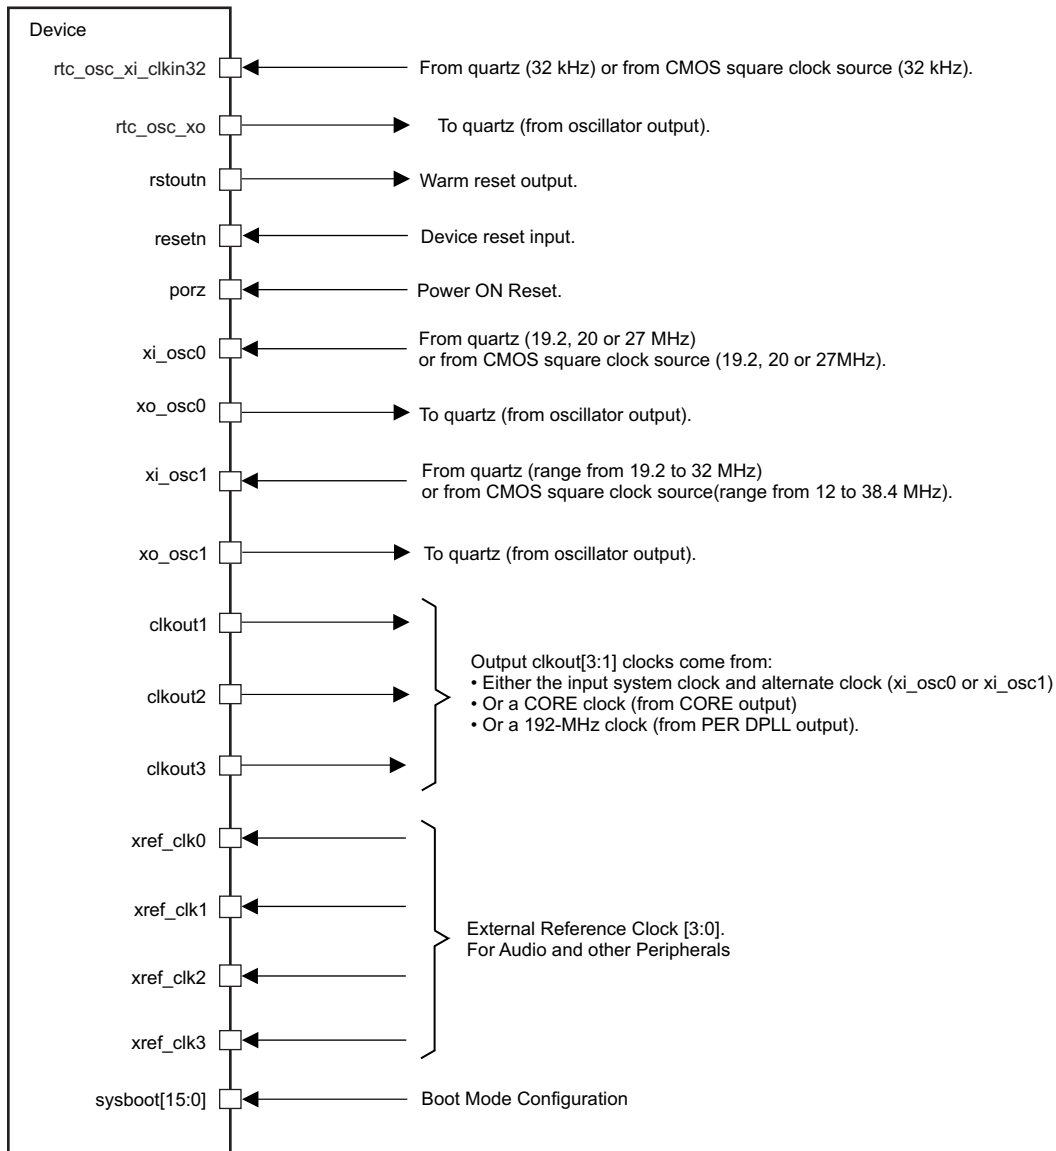 Device
rtc_osc_xi_clkin32
From quartz (32 kHz) or from CMOS square clock source (32 kHz).
rtc_osc_xo
To quartz (from oscillator output).
rstoutn
Warm reset output.
resetn
Device reset input.
porz
Power ON Reset.
xi_osc0
From quartz (19.2, 20 or 27 MHz)
or from CMOS square clock source (19.2, 20 or 27MHz).
xo_osc0
To quartz (from oscillator output).
xi_osc1
From quartz (range from 19.2 to 32 MHz)
or from CMOS square clock source(range from 12 to 38.4 MHz).
xo_osc1
To quartz (from oscillator output).
clkout1
clkout2
clkout3
Output clkout[3:1] clocks come from:
• Either the input system clock and alternate clock (xi_osc0 or xi_osc1)
• Or a CORE clock (from CORE output)
• Or a 192-MHz clock (from PER DPLL output).
xref_clk0
xref_clk1
xref_clk2
xref_clk3
External Reference Clock [3:0].
For Audio and other Peripherals
sysboot[15:0]
Boot Mode Configuration